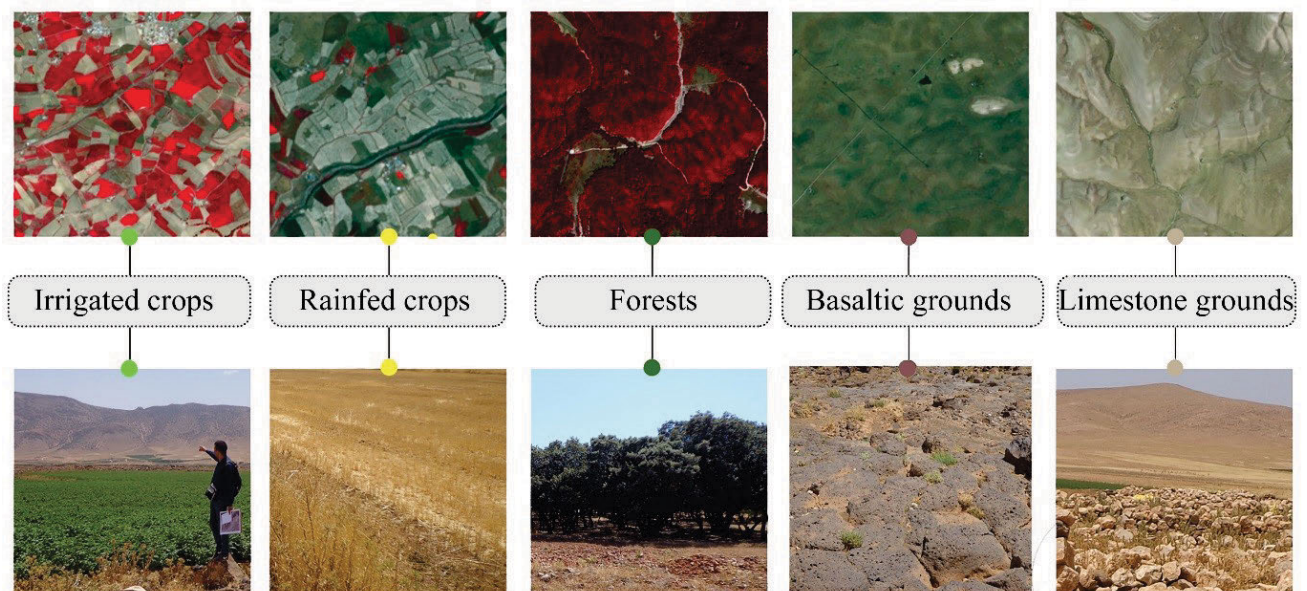 Irrigated crops
Rainfed crops
Forests
Basaltic grounds
Limestone grounds